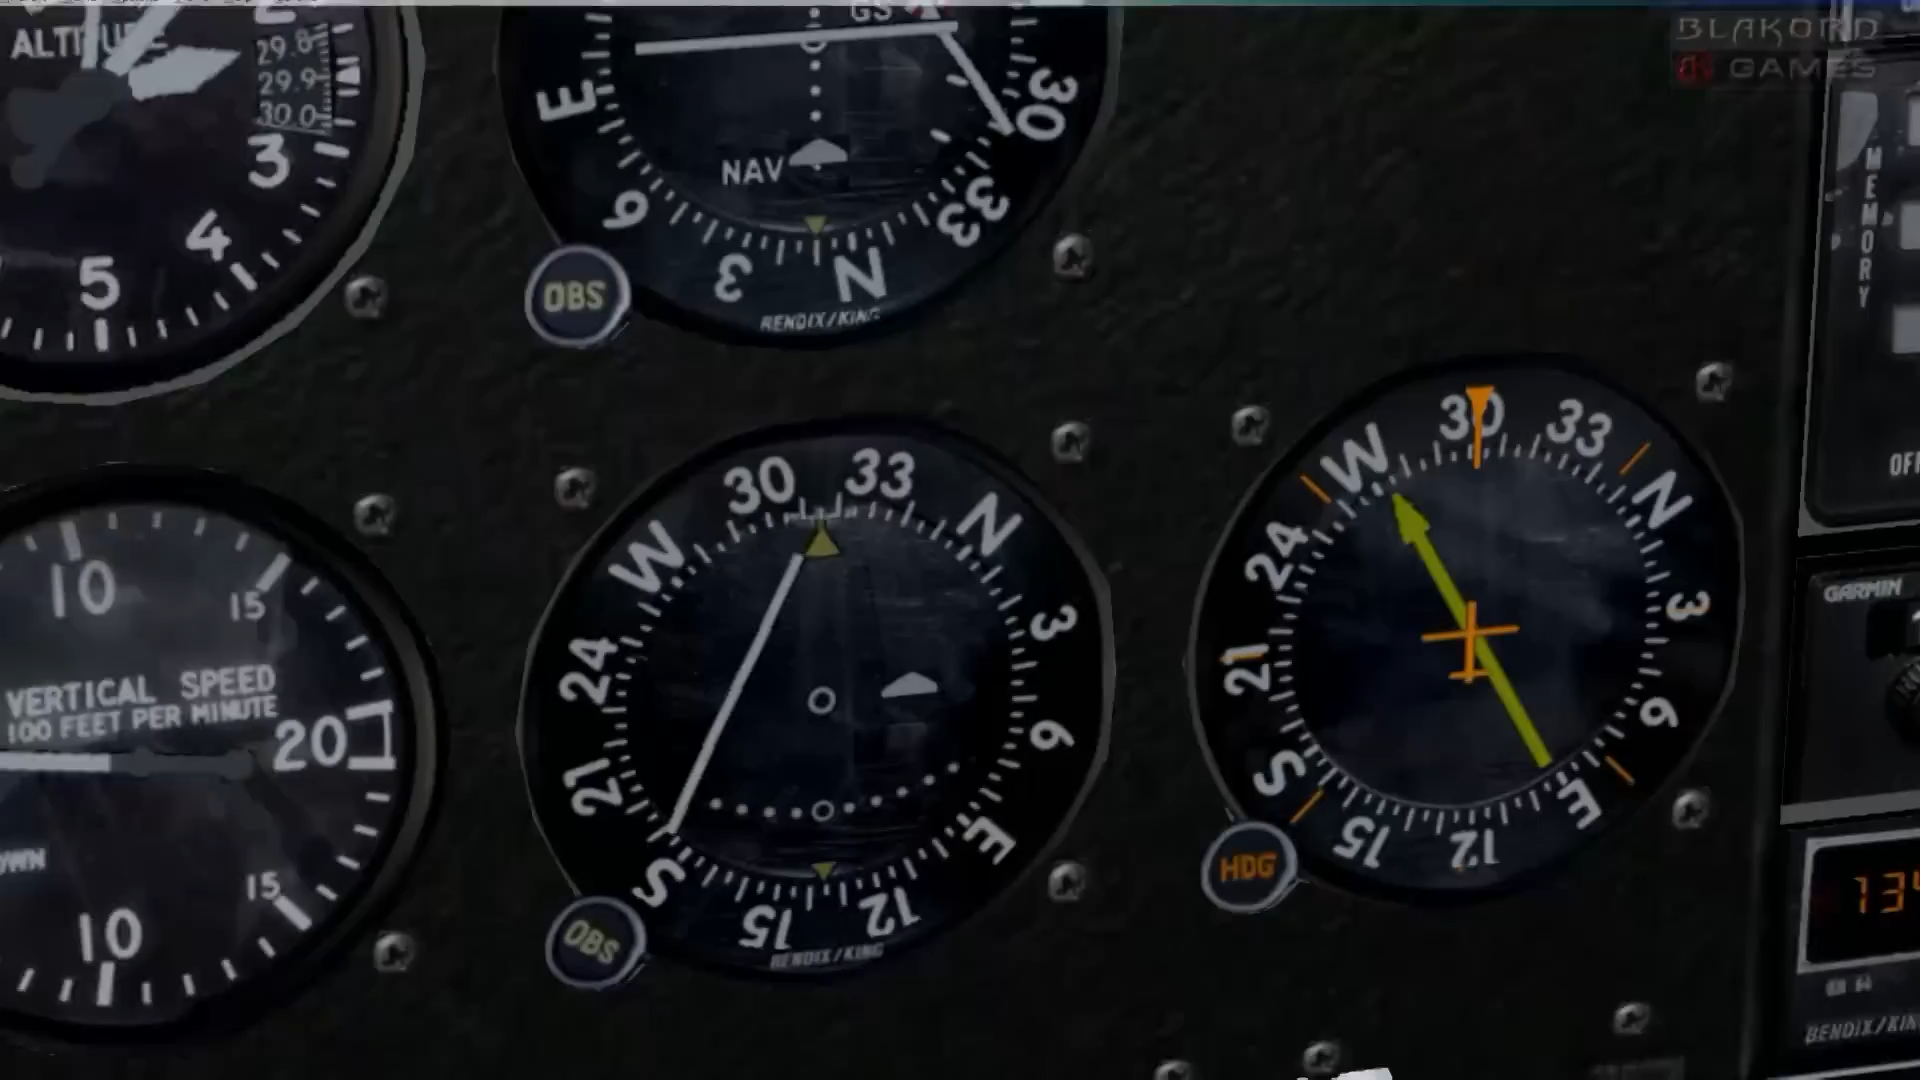 ALTITUDE
29.8
29.9
30.0
3
4
5
GS
E
30
NAV
6
33
3
N
OBS
BENDIX/KING
BLAKORD
GAMES
MEMORY
OFF
30
33
W
N
24
3
21
6
S
E
15
12
OBS
BENDIX/KING
30
33
W
N
24
3
21
6
S
E
15
12
HDG
10
15
VERTICAL SPEED
100 FEET PER MINUTE
20
OWN
15
10
GARMIN
134
BENDIX/KIN